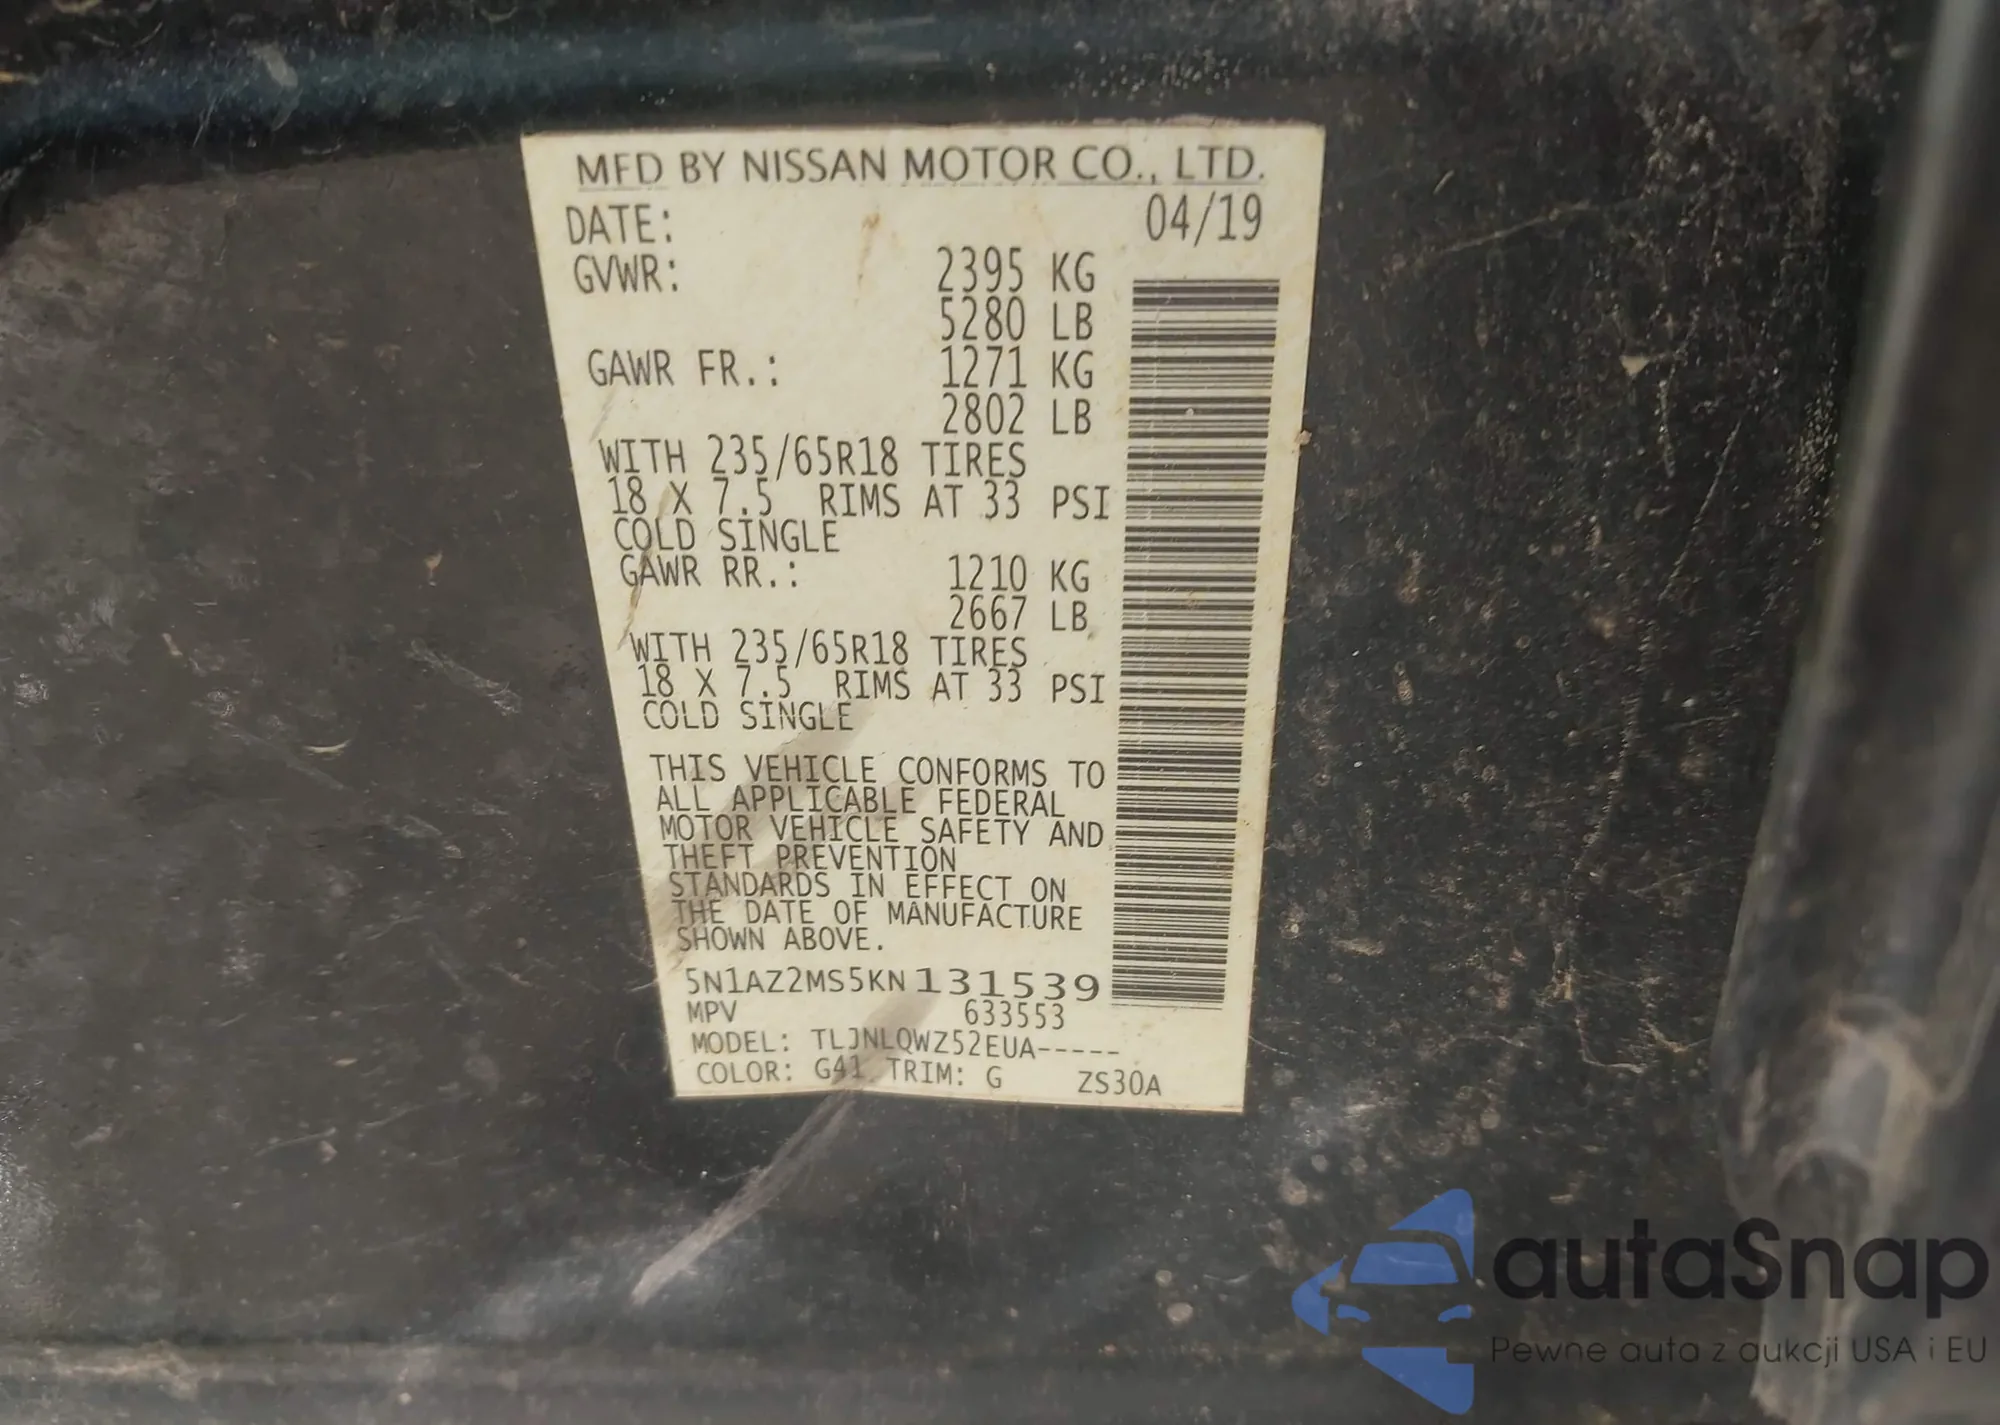 MFD BY NISSAN MOTOR CO., LTD.
DATE: 04/19
GVWR: 2395 KG
5280 LB
GAWR FR.: 1271 KG
2802 LB
WITH 235/65R18 TIRES
18 X 7.5 RIMS AT 33 PSI
COLD SINGLE
GAWR RR.: 1210 KG
2667 LB
WITH 235/65R18 TIRES
18 X 7.5 RIMS AT 33 PSI
COLD SINGLE
THIS VEHICLE CONFORMS TO
ALL APPLICABLE FEDERAL
MOTOR VEHICLE SAFETY AND
THEFT PREVENTION
STANDARDS IN EFFECT ON
THE DATE OF MANUFACTURE
SHOWN ABOVE.
5N1AZ2MS5KN131539
MPV 633553
MODEL: TLJNLQWZ52EUA-----
COLOR: G41 TRIM: G ZS30A
autaSnap
Pewne auta z aukcji USA i EU